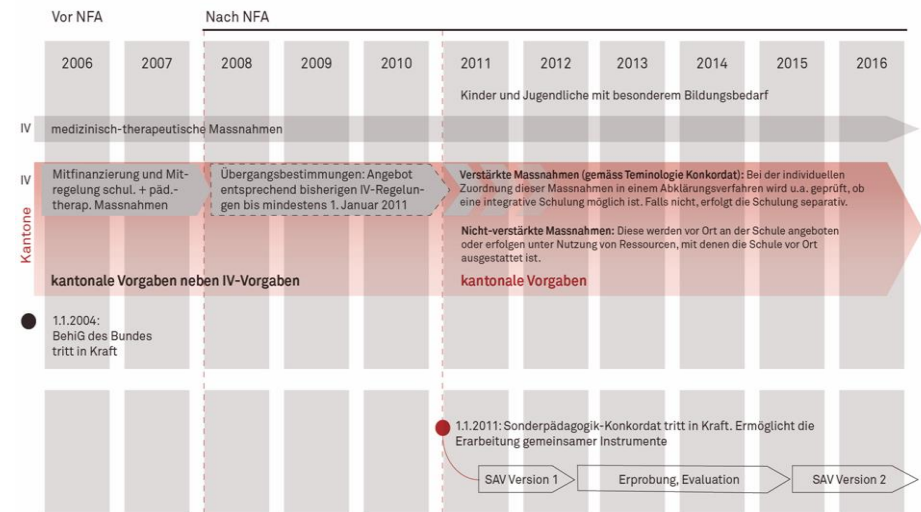 Vor NFA
Nach NFA
2006
2007
2008
2009
2010
2011
2012
2013
2014
2015
2016
Kinder und Jugendliche mit besonderem Bildungsbedarf
IV
medizinisch-therapeutische Massnahmen
IV
Kantone
Mitfinanzierung und Mit-
regelung schul. + päd.-
therap. Massnahmen
Übergangsbestimmungen: Angebot
entsprechend bisherigen IV-Regelun-
gen bis mindestens 1. Januar 2011
Verstärkte Massnahmen (gemäss Teminologie Konkordat): Bei der individuellen
Zuordnung dieser Massnahmen in einem Abklärungsverfahren wird u.a. geprüft, ob
eine integrative Schulung möglich ist. Falls nicht, erfolgt die Schulung separativ.
Nicht-verstärkte Massnahmen: Diese werden vor Ort an der Schule angeboten
oder erfolgen unter Nutzung von Ressourcen, mit denen die Schule vor Ort
ausgestattet ist.
kantonale Vorgaben neben IV-Vorgaben
kantonale Vorgaben
1.1.2004:
BehiG des Bundes
tritt in Kraft
1.1.2011: Sonderpädagogik-Konkordat tritt in Kraft. Ermöglicht die
Erarbeitung gemeinsamer Instrumente
SAV Version 1
Erprobung, Evaluation
SAV Version 2